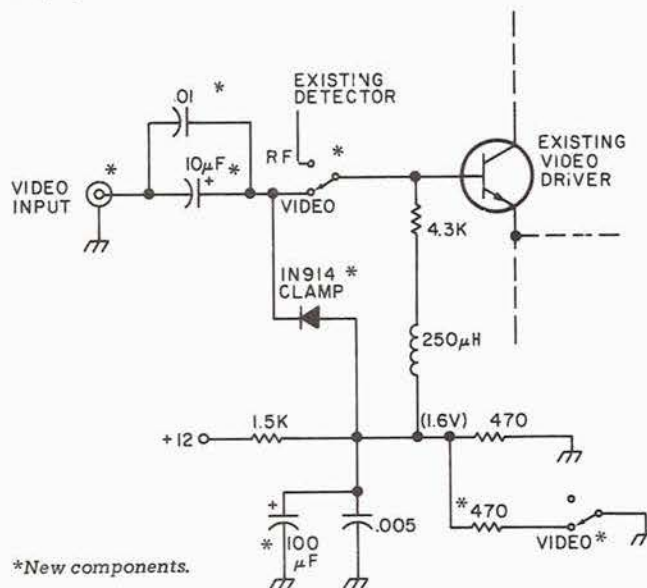 .01 *
EXISTING
DETECTOR
10µF *
+
RF
*
*
VIDEO
INPUT
VIDEO
EXISTING
VIDEO
DRIVER
4.3K
IN914 *
CLAMP
250µH
+12
1.5K
(1.6V)
470
* 470
+
* 100
µF
.005
VIDEO *
*New components.